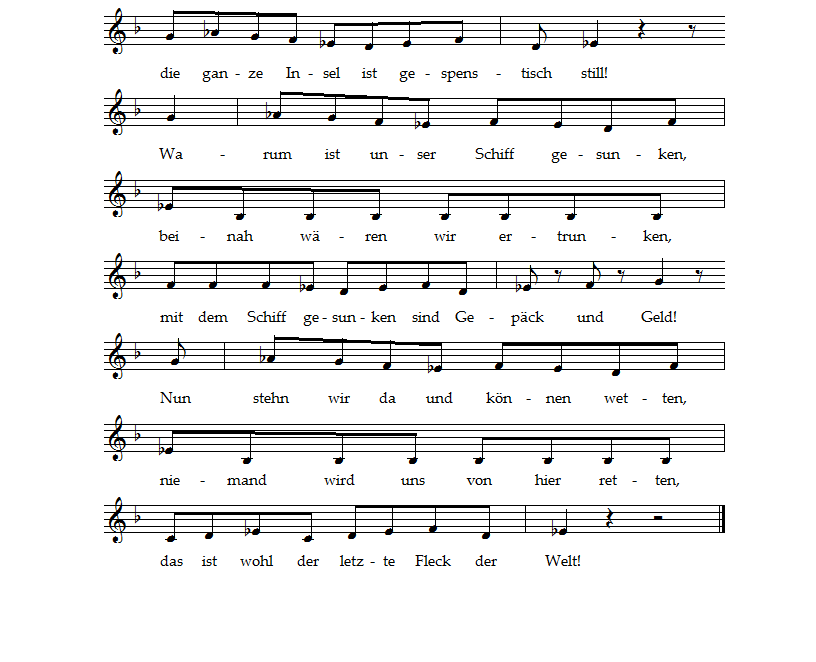 die gan - ze In - sel ist ge - spens - tisch still!
Wa - rum ist un - ser Schiff ge - sun - ken,
bei - nah wä - ren wir er - trun - ken,
mit dem Schiff ge - sun - ken sind Ge - päck und Geld!
Nun stehn wir da und kön - nen wet - ten,
nie - mand wird uns von hier ret - ten,
das ist wohl der letz - te Fleck der Welt!